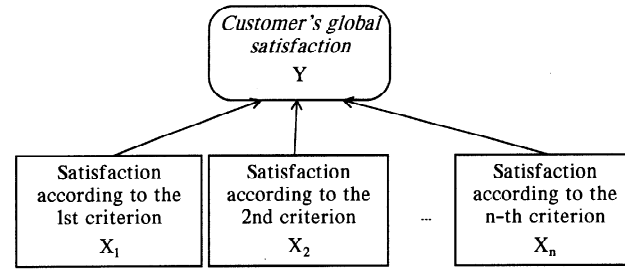 Customer's global
satisfaction
Y
Satisfaction
according to the
1st criterion
X₁
Satisfaction
according to the
2nd criterion
X₂
...
Satisfaction
according to the
n-th criterion
Xₙ